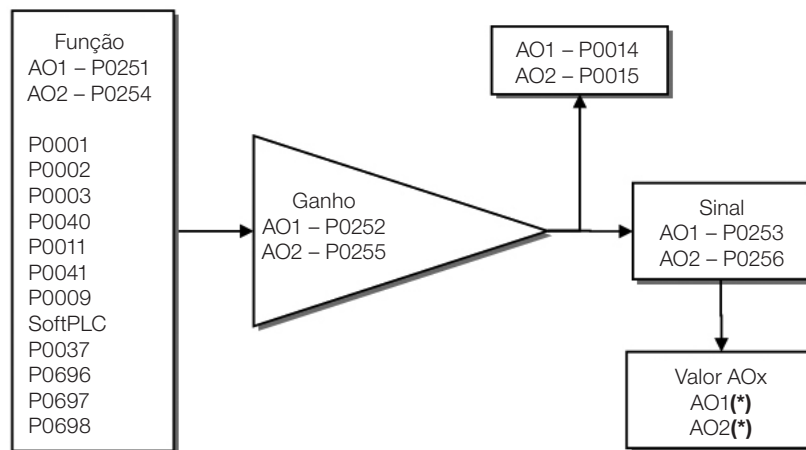 Função
AO1 – P0251
AO2 – P0254
P0001
P0002
P0003
P0040
P0011
P0041
P0009
SoftPLC
P0037
P0696
P0697
P0698
Ganho
AO1 – P0252
AO2 – P0255
AO1 – P0014
AO2 – P0015
Sinal
AO1 – P0253
AO2 – P0256
Valor AOx
AO1(*)
AO2(*)